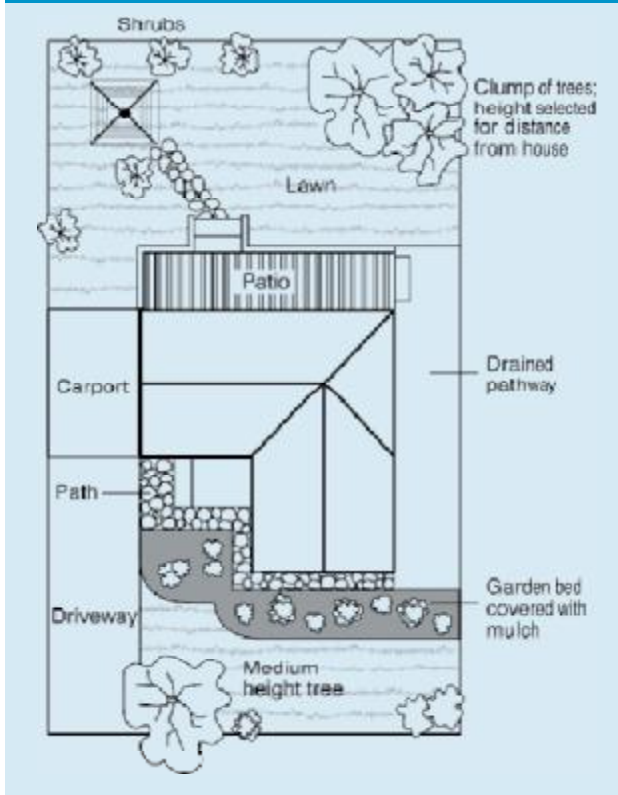 Shrubs
Clump of trees;
height selected
for distance
from house
Lawn
Patio
Carport
Drained
pathway
Path
Garden bed
covered with
mulch
Driveway
Medium
height tree